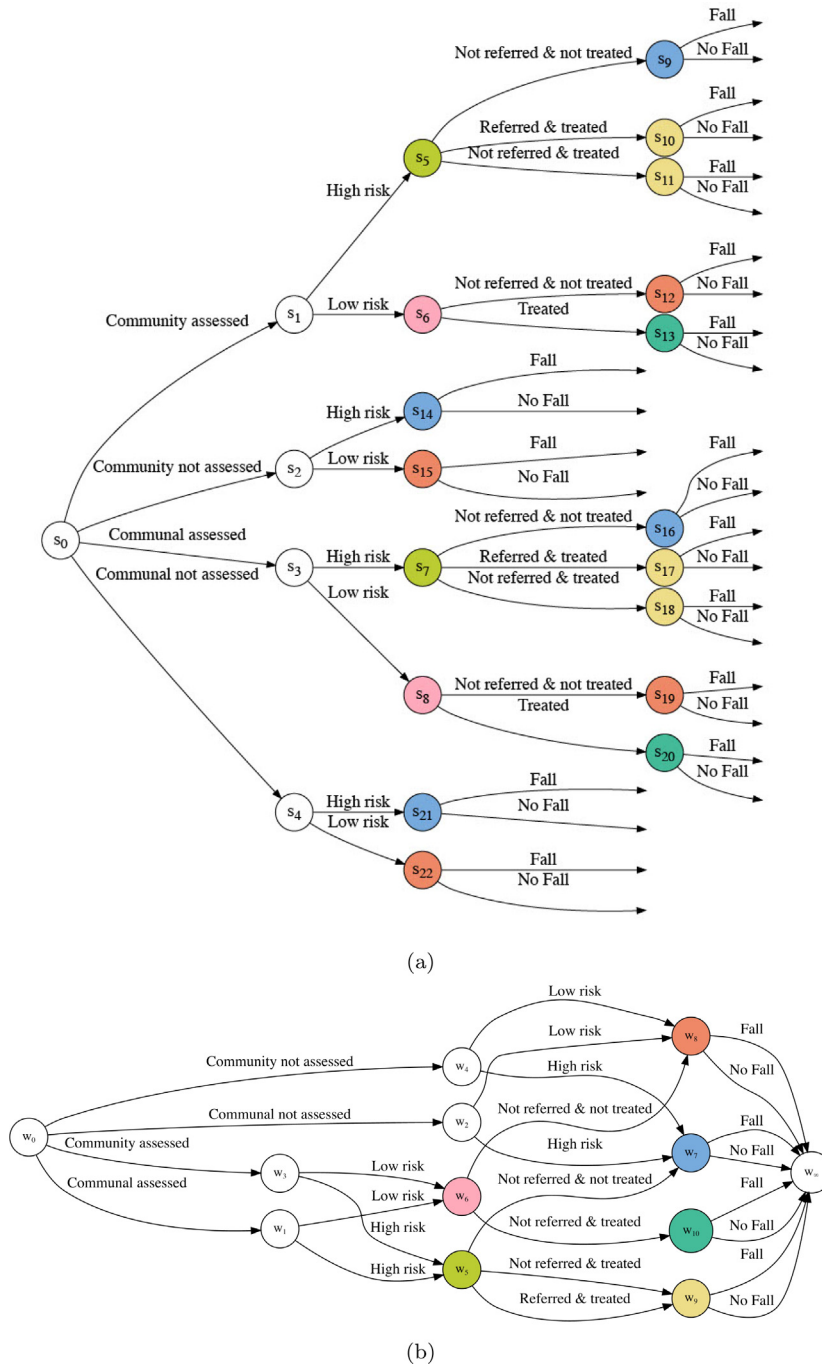 Fall
Not referred & not treated
s9
No Fall
Fall
Referred & treated
s10
No Fall
s5
Not referred & treated
s11
Fall
No Fall
High risk
Fall
Not referred & not treated
s12
No Fall
Community assessed
s1
Low risk
s6
Treated
s13
Fall
No Fall
Fall
High risk
s14
No Fall
Community not assessed
s2
Low risk
s15
Fall
No Fall
Fall
Not referred & not treated
s16
No Fall
s0
Communal assessed
s3
High risk
s7
Referred & treated
s17
Fall
No Fall
Communal not assessed
Low risk
Not referred & treated
s18
Fall
No Fall
s8
Not referred & not treated
s19
Fall
No Fall
Treated
s20
Fall
No Fall
s4
High risk
s21
Fall
No Fall
Low risk
s22
Fall
No Fall
(a)
Low risk
Community not assessed
w4
Low risk
w8
Fall
High risk
No Fall
w0
Communal not assessed
w2
Not referred & not treated
Community assessed
w3
Low risk
High risk
w7
Fall
No Fall
w∞
Communal assessed
Low risk
w6
Not referred & not treated
Fall
w1
High risk
Not referred & treated
w10
No Fall
High risk
w5
Not referred & treated
Fall
Referred & treated
w9
No Fall
(b)